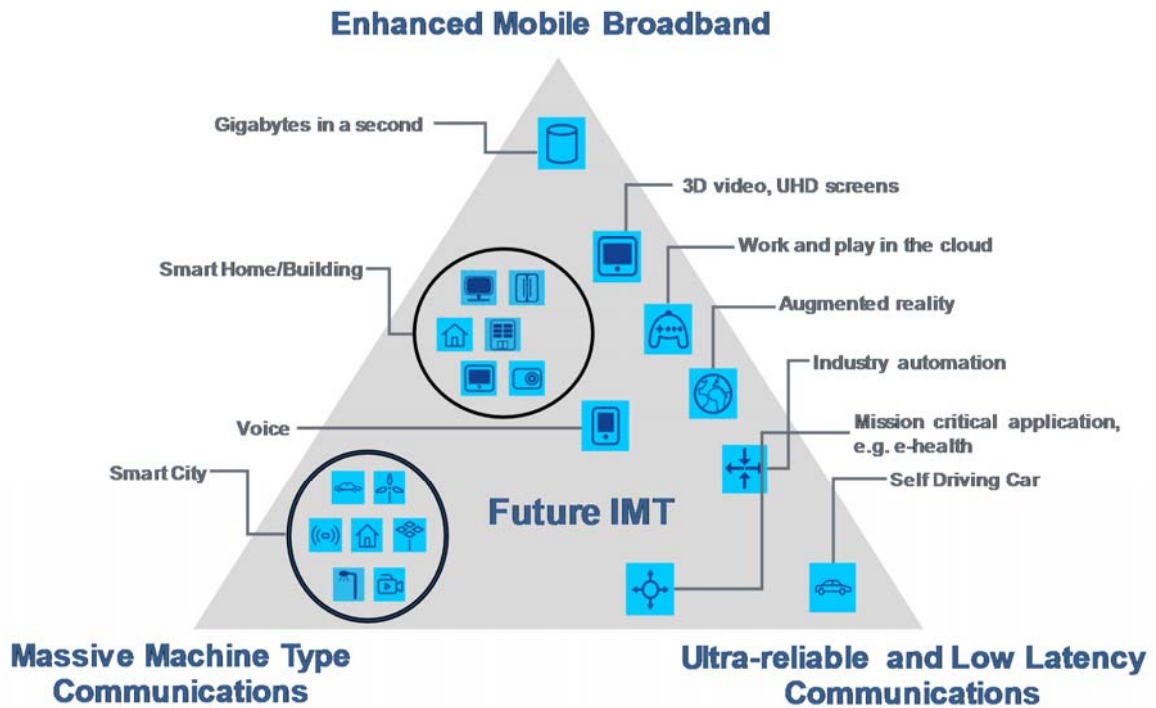 Enhanced Mobile Broadband
Gigabytes in a second
3D video, UHD screens
Work and play in the cloud
Smart Home/Building
Augmented reality
Industry automation
Mission critical application,
e.g. e-health
Voice
Smart City
Self Driving Car
Future IMT
Massive Machine Type
Communications
Ultra-reliable and Low Latency
Communications